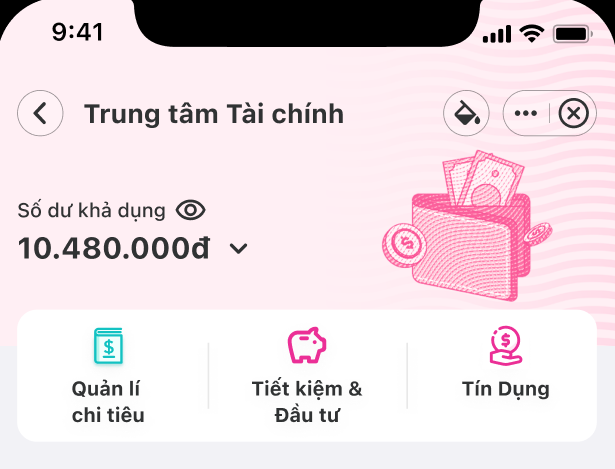 9:41
Trung tâm Tài chính
Số dư khả dụng
10.480.000đ
Quản lí
chi tiêu
Tiết kiệm &
Đầu tư
Tín Dụng